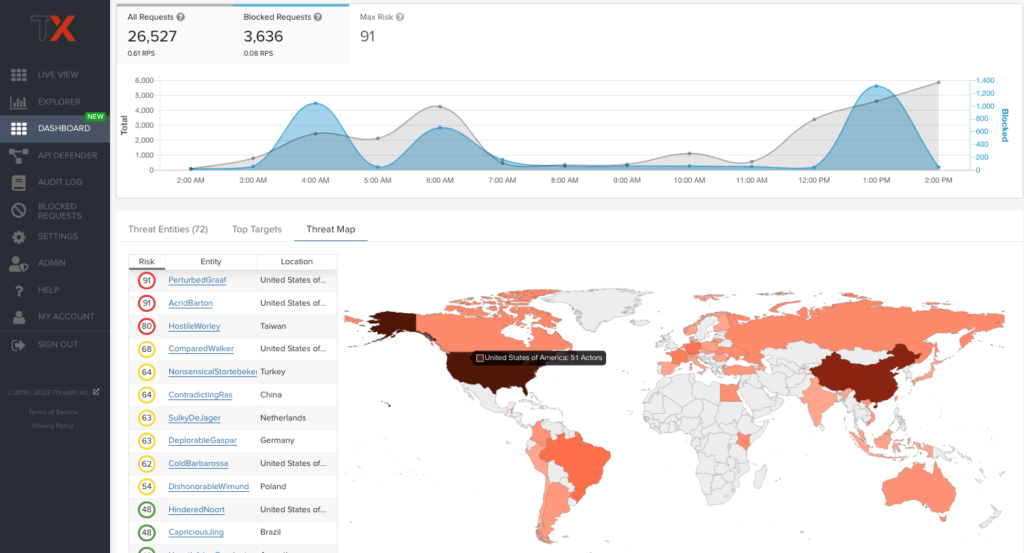 TX
LIVE VIEW
EXPLORER
NEW
DASHBOARD
API DEFENDER
AUDIT LOG
BLOCKED
REQUESTS
SETTINGS
ADMIN
HELP
MY ACCOUNT
SIGN OUT
© 2014 - 2022 ThreatX, Inc.
Terms of Service
Privacy Policy
All Requests ?
26,527
0.61 RPS
Blocked Requests ?
3,636
0.08 RPS
Max Risk ?
91
Total
6,000
5,000
4,000
3,000
2,000
1,000
0
1,400
1,200
1,000
800
600
400
200
0
Blocked
2:00 AM 3:00 AM 4:00 AM 5:00 AM 6:00 AM 7:00 AM 8:00 AM 9:00 AM 10:00 AM 11:00 AM 12:00 PM 1:00 PM 2:00 PM
Threat Entities (72) Top Targets Threat Map
Risk Entity Location
91 PerturbedGraaf United States of...
91 AcridBarton United States of...
80 HostileWorley Taiwan
68 ComparedWalker United States of...
64 NonsensicalStortebeker Turkey
64 ContradictingRas China
63 SulkyDeJager Netherlands
63 DeplorableGaspar Germany
62 ColdBarbarossa United States of...
54 DishonorableWimund Poland
48 HinderedNoort United States of...
48 CapriciousJing Brazil
United States of America: 51 Actors